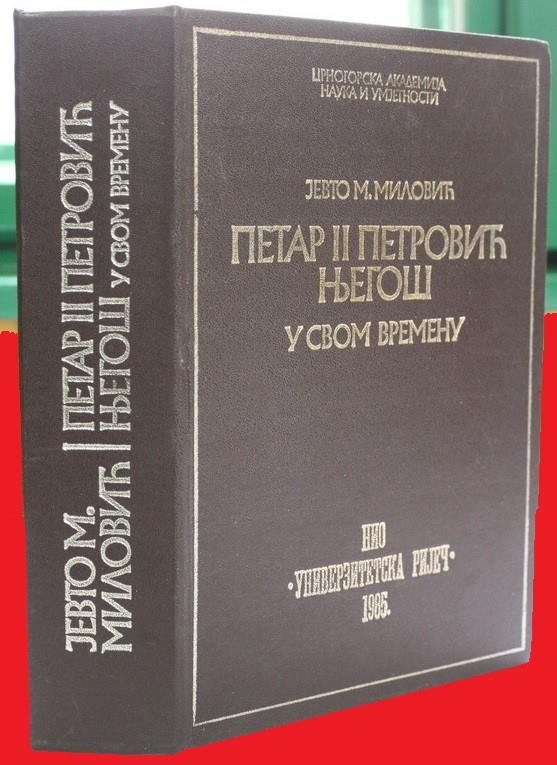 ЈЕВТО М.
МИЛОВИЋ
ПЕТАР II ПЕТРОВИЋ
ЊЕГОШ У СВОМ ВРЕМЕНУ
ЦРНОГОРСКА АКАДЕМИЈА
НАУКА И УМЈЕТНОСТИ
ЈЕВТО М. МИЛОВИЋ
ПЕТАР II ПЕТРОВИЋ
ЊЕГОШ
У СВОМ ВРЕМЕНУ
НИО
•УНИВЕРЗИТЕТСКА РИЈЕЧ•
1985.